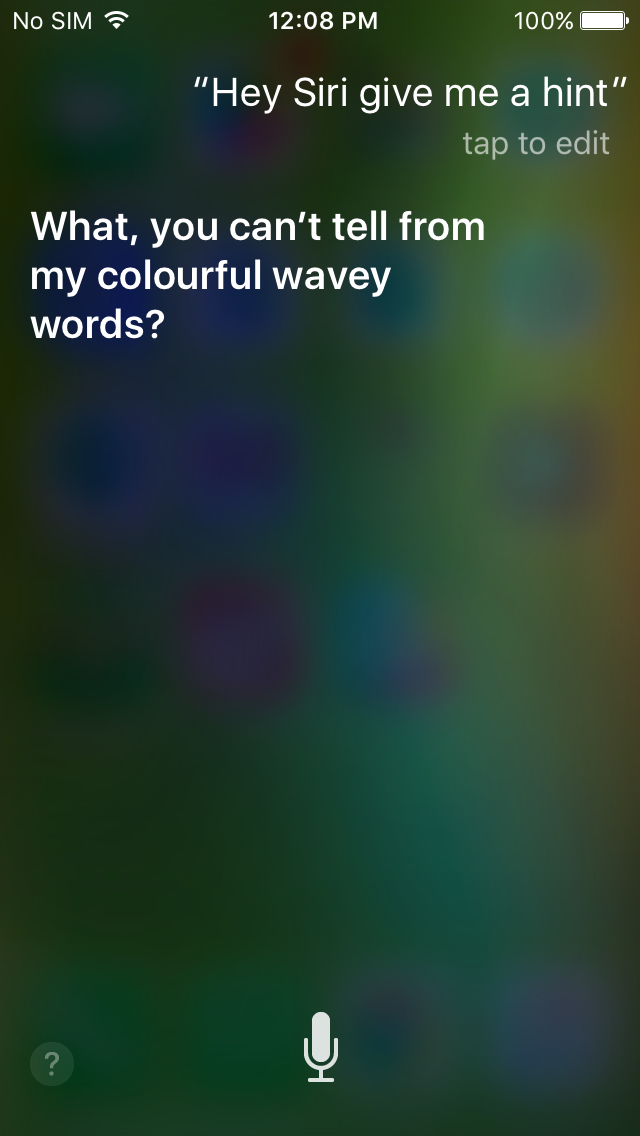 No SIM 12:08 PM 100%
“Hey Siri give me a hint”
tap to edit
What, you can’t tell from
my colourful wavey
words?
?